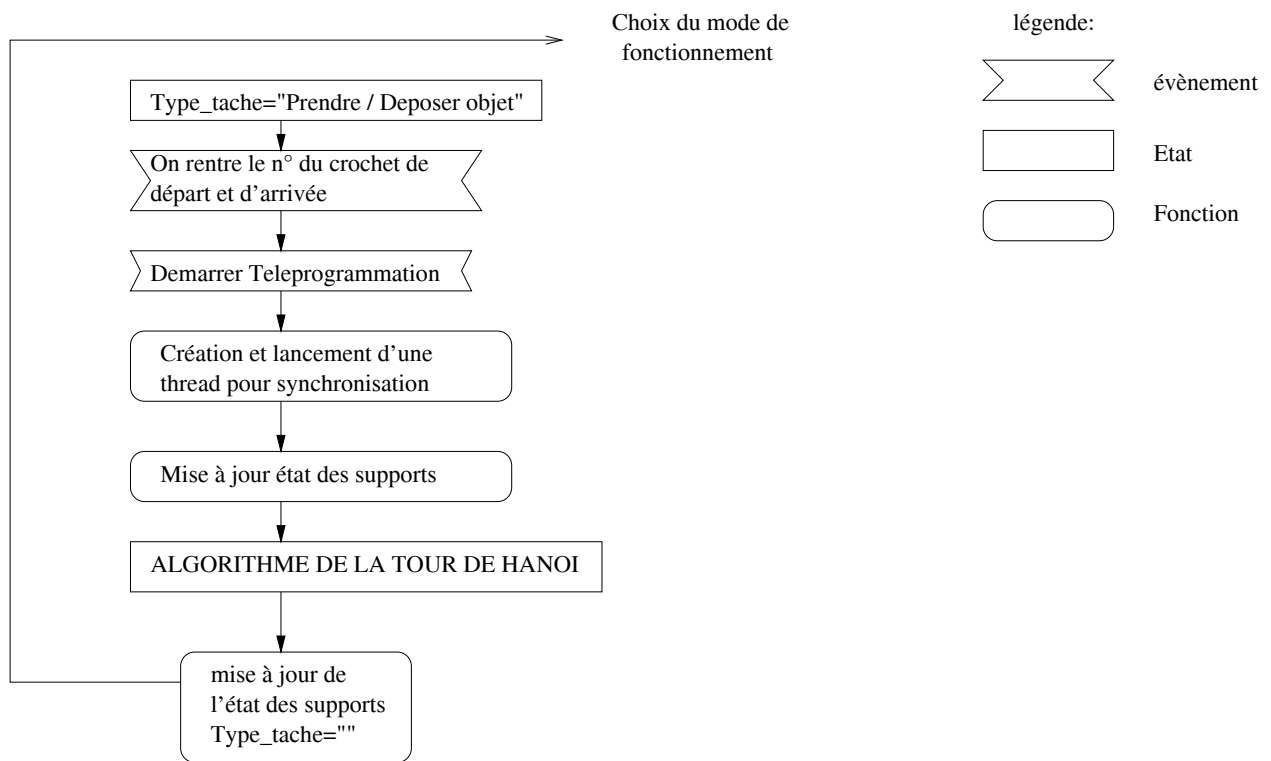 Choix du mode de
fonctionnement
légende:
évènement
Etat
Fonction
Type_tache="Prendre / Deposer objet"
On rentre le n° du crochet de
départ et d'arrivée
Demarrer Teleprogrammation
Création et lancement d'une
thread pour synchronisation
Mise à jour état des supports
ALGORITHME DE LA TOUR DE HANOI
mise à jour de
l'état des supports
Type_tache=""